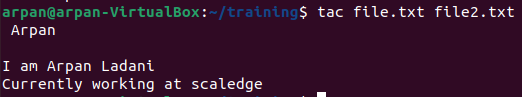 arpan@arpan-VirtualBox:~/training$ tac file.txt file2.txt
Arpan
I am Arpan Ladani
Currently working at scaledge